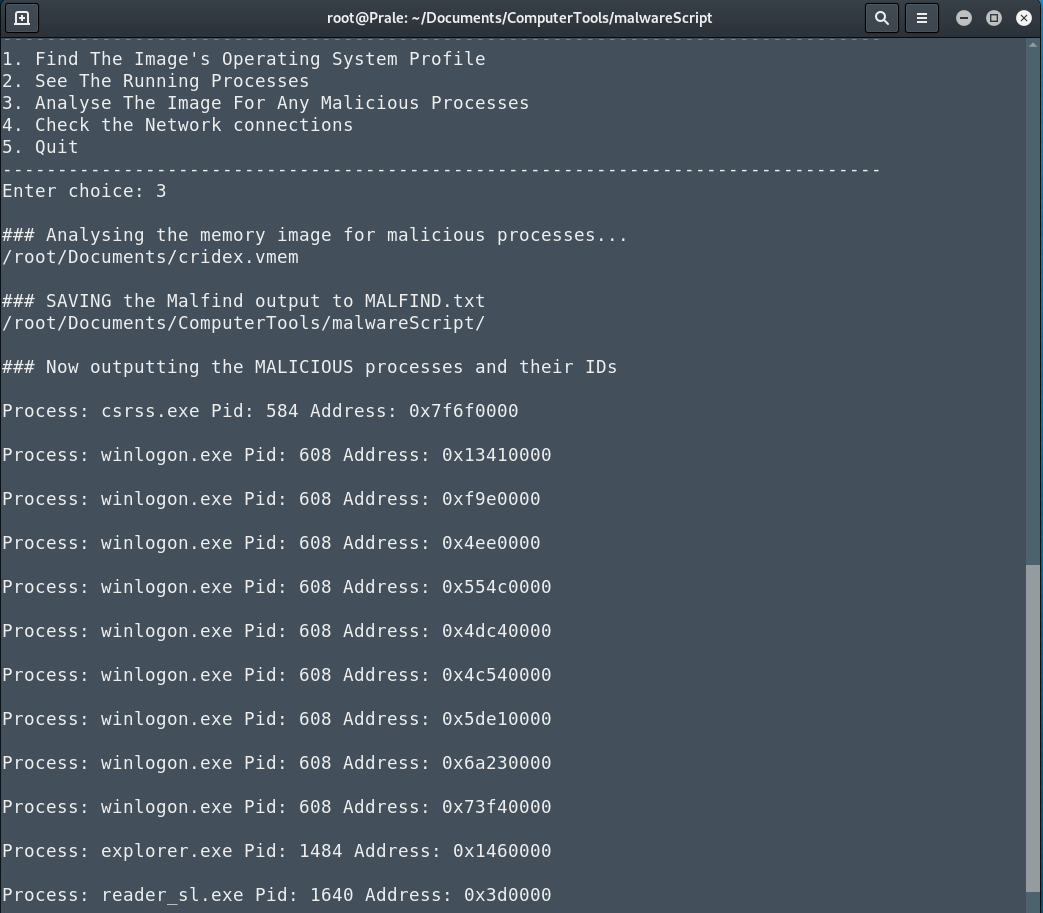 root@Prale: ~/Documents/ComputerTools/malwareScript
--------------------------------------------------------------------------------
1. Find The Image's Operating System Profile
2. See The Running Processes
3. Analyse The Image For Any Malicious Processes
4. Check the Network connections
5. Quit
--------------------------------------------------------------------------------
Enter choice: 3
### Analysing the memory image for malicious processes...
/root/Documents/cridex.vmem
### SAVING the Malfind output to MALFIND.txt
/root/Documents/ComputerTools/malwareScript/
### Now outputting the MALICIOUS processes and their IDs
Process: csrss.exe Pid: 584 Address: 0x7f6f0000
Process: winlogon.exe Pid: 608 Address: 0x13410000
Process: winlogon.exe Pid: 608 Address: 0xf9e0000
Process: winlogon.exe Pid: 608 Address: 0x4ee0000
Process: winlogon.exe Pid: 608 Address: 0x554c0000
Process: winlogon.exe Pid: 608 Address: 0x4dc40000
Process: winlogon.exe Pid: 608 Address: 0x4c540000
Process: winlogon.exe Pid: 608 Address: 0x5de10000
Process: winlogon.exe Pid: 608 Address: 0x6a230000
Process: winlogon.exe Pid: 608 Address: 0x73f40000
Process: explorer.exe Pid: 1484 Address: 0x1460000
Process: reader_sl.exe Pid: 1640 Address: 0x3d0000